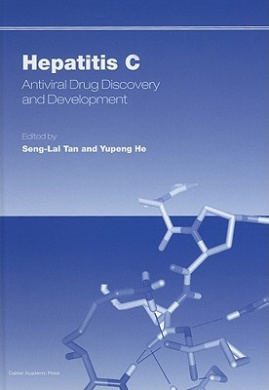 Hepatitis C
Antiviral Drug Discovery
and Development
Edited by
Seng-Lai Tan and Yupeng He
Caister Academic Press